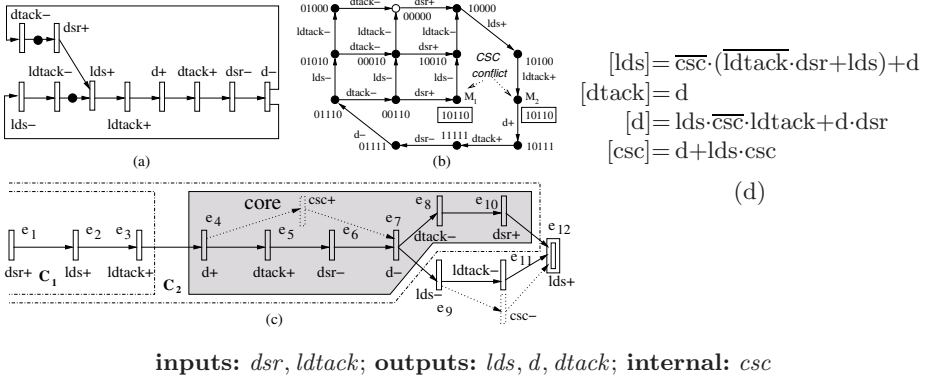 dtack− dsr+
ldtack− lds+ d+ dtack+ dsr− d−
lds− ldtack+
(a)
01000 dtack− dsr+ 10000
00000 lds+
ldtack− ldtack− ldtack−
dtack− dsr+ 10100
01010 00010 10010 CSC
conflict ldtack+
lds− lds− lds−
dtack− dsr+ M1 M2
01110 00110 10110 10110
d− d+
01111 dsr− 11111 dtack+ 10111
(b)
[lds]= csc̅·(ldtack̅·dsr+lds)+d
[dtack]= d
[d]= lds·csc̅·ldtack+d·dsr
[csc]= d+lds·csc
(d)
core csc+ e8 e10
e1 e2 e3 e4 e5 e6 e7 dtack− dsr+ e12
dsr+ lds+ ldtack+ d+ dtack+ dsr− d− ldtack− e11
C1 C2 lds− lds+
e9 csc−
(c)
inputs: dsr, ldtack; outputs: lds, d, dtack; internal: csc